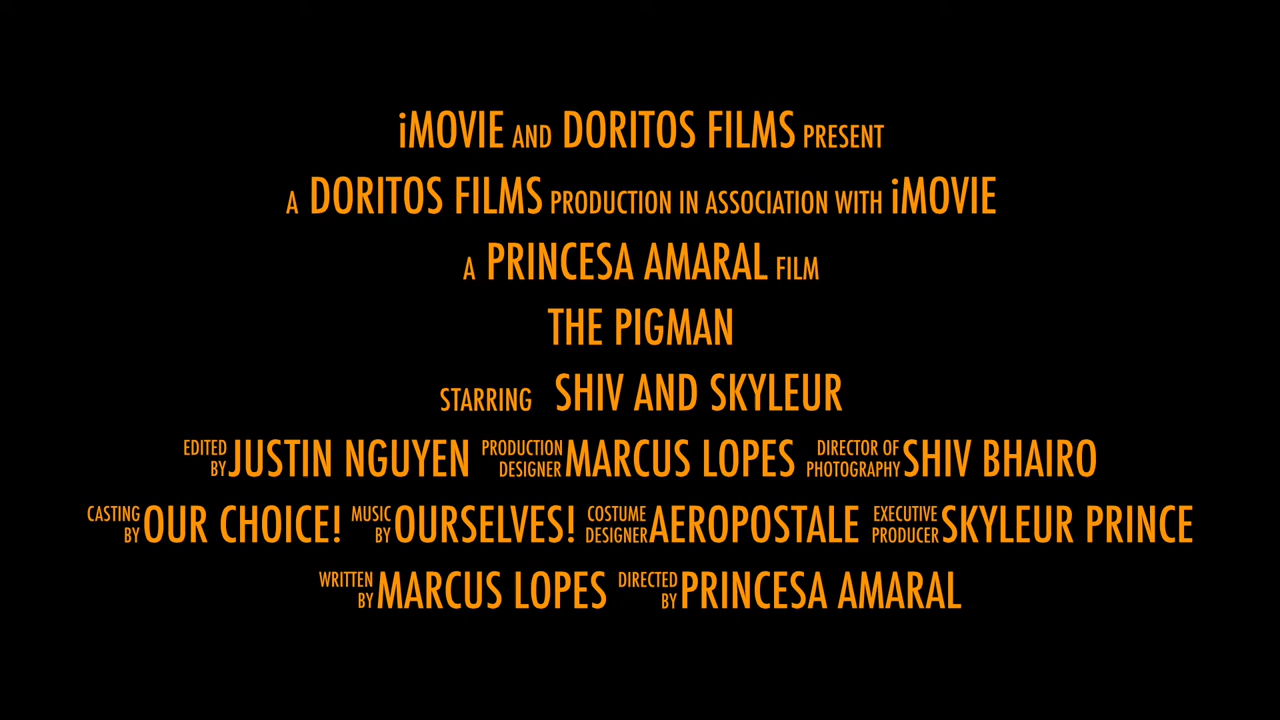 iMOVIE AND DORITOS FILMS PRESENT
A DORITOS FILMS PRODUCTION IN ASSOCIATION WITH iMOVIE
A PRINCESA AMARAL FILM
THE PIGMAN
STARRING SHIV AND SKYLEUR
EDITED BY JUSTIN NGUYEN PRODUCTION DESIGNER MARCUS LOPES DIRECTOR OF PHOTOGRAPHY SHIV BHAIRO
CASTING BY OUR CHOICE! MUSIC BY OURSELVES! COSTUME DESIGNER AEROPOSTALE EXECUTIVE PRODUCER SKYLEUR PRINCE
WRITTEN BY MARCUS LOPES DIRECTED BY PRINCESA AMARAL